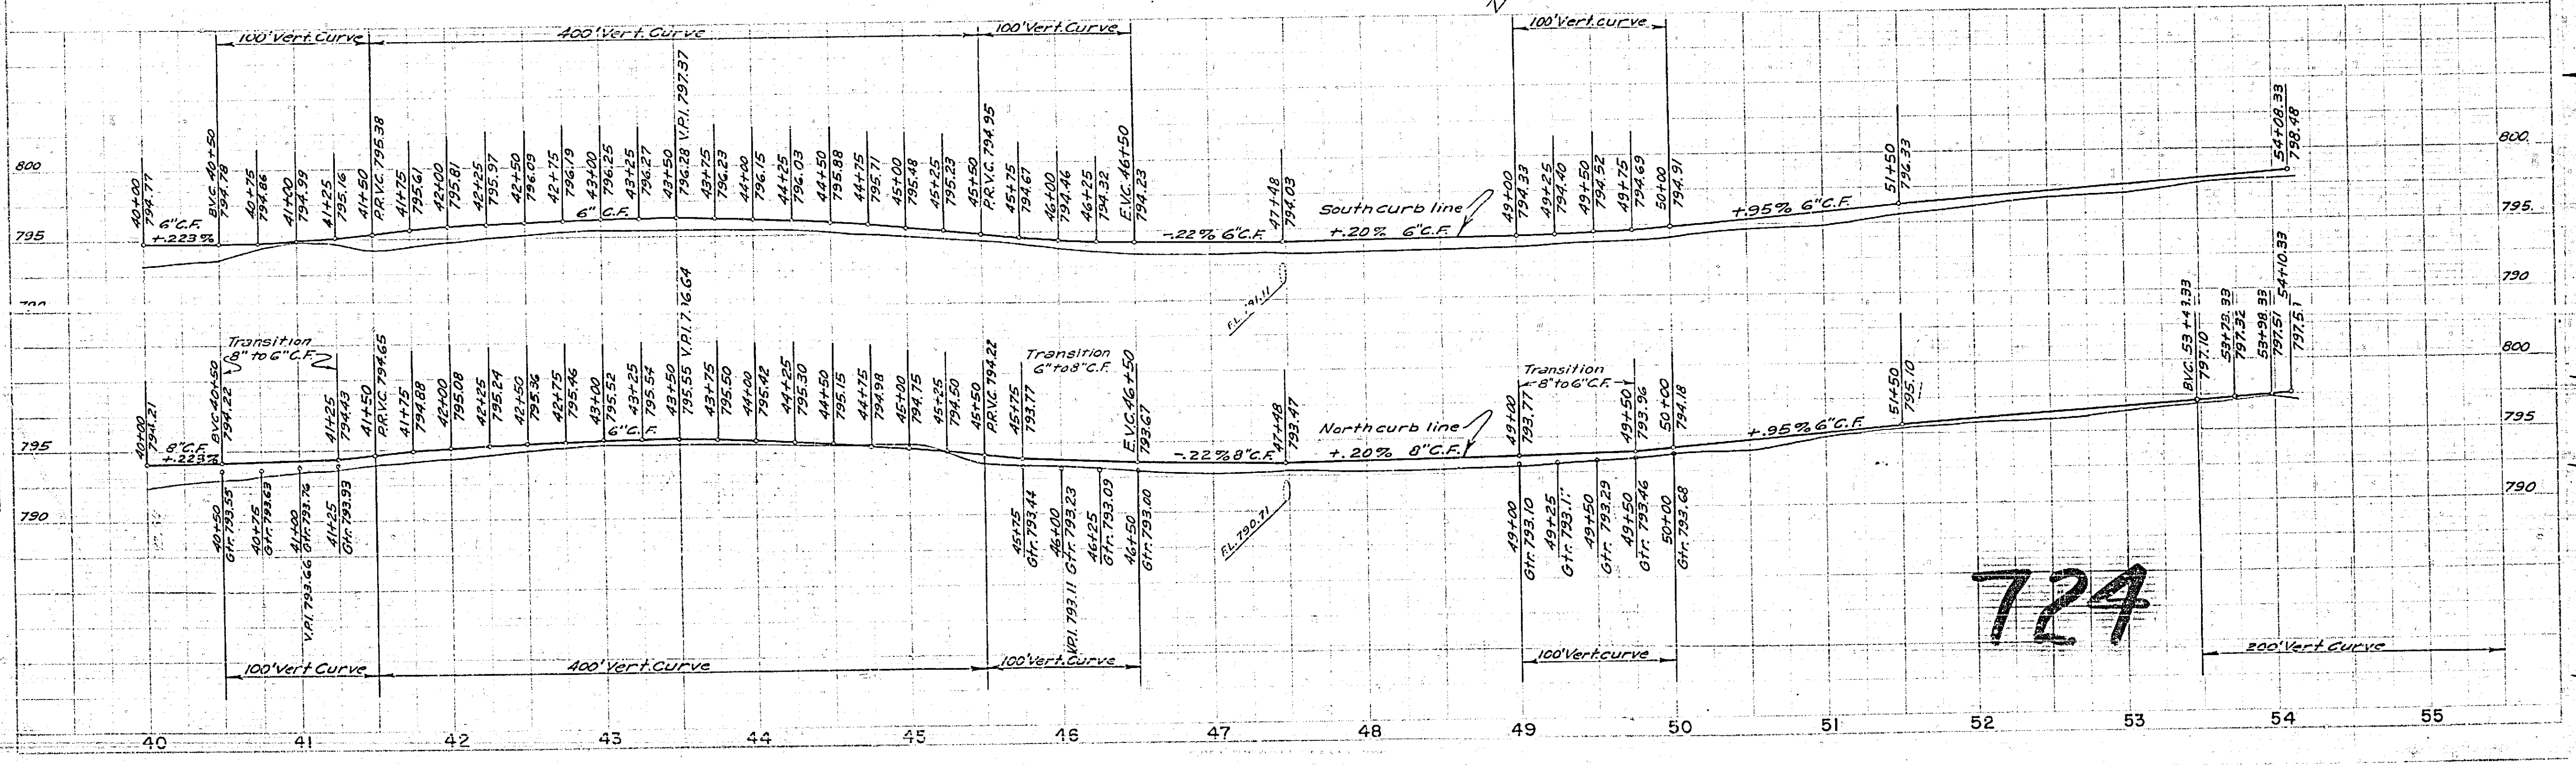 100' Vert. Curve
400' Vert. Curve
100' Vert. Curve
100' Vert. curve
800
795
40+00
794.77
6" C.F.
+.223%
B.V.C. 40+50
794.78
40+75
794.86
41+00
794.99
41+25
795.16
41+50
P.R.V.C. 795.38
41+75
795.61
42+00
795.81
42+25
795.97
42+50
796.09
42+75
796.19
43+00
796.25
6" C.F.
43+25
796.27
43+50
796.28 V.P.I. 797.37
43+75
796.23
44+00
796.15
44+25
796.03
44+50
795.88
44+75
795.71
45+00
795.48
45+25
795.23
45+50
P.R.V.C. 794.95
45+75
794.67
46+00
794.46
46+25
794.32
E.V.C. 46+50
794.23
-.22% 6" C.F.
47+48
794.03
South curb line
+.20% 6" C.F.
49+00
794.33
49+25
794.40
49+50
794.52
49+75
794.69
50+00
794.91
+.95% 6" C.F.
51+50
796.33
54+08.33
798.48
800
795
790
F.L.
Transition
8" to 6" C.F.
40+00
794.21
8" C.F.
+.223%
B.V.C. 40+50
794.22
41+25
794.43
41+50
P.R.V.C. 794.65
41+75
794.88
42+00
795.08
42+25
795.24
42+50
795.36
42+75
795.46
43+00
795.52
6" C.F.
43+25
795.54
43+50
795.55 V.P.I.
43+75
795.50
44+00
795.42
44+25
795.30
44+50
795.15
44+75
794.98
45+00
794.75
45+25
794.50
45+50
P.R.V.C. 794.22
Transition
6" to 8" C.F.
45+75
793.77
E.V.C. 46+50
793.67
-.22% 8" C.F.
47+48
793.47
North curb line
+.20% 8" C.F.
Transition
8" to 6" C.F.
49+00
793.77
49+50
793.96
50+00
794.18
+.95% 6" C.F.
51+50
795.10
B.V.C. 53+43.33
797.10
53+73.33
797.32
53+98.33
797.51
54+10.33
800
795
790
795
790
40+50
Gtr. 793.55
40+75
Gtr. 793.63
41+00
V.P.I. 793.66 Gtr. 793.76
41+25
Gtr. 793.93
45+75
Gtr. 793.44
46+00
V.P.I. 793.11 Gtr. 793.23
46+25
Gtr. 793.09
46+50
Gtr. 793.00
F.L. 790.71
49+00
Gtr. 793.10
49+25
Gtr.
49+50
Gtr. 793.29
49+50
Gtr. 793.46
50+00
Gtr. 793.68
724
100' Vert. Curve
400' Vert. Curve
100' Vert. Curve
100' Vert. curve
200' Vert. Curve
40 41 42 43 44 45 46 47 48 49 50 51 52 53 54 55